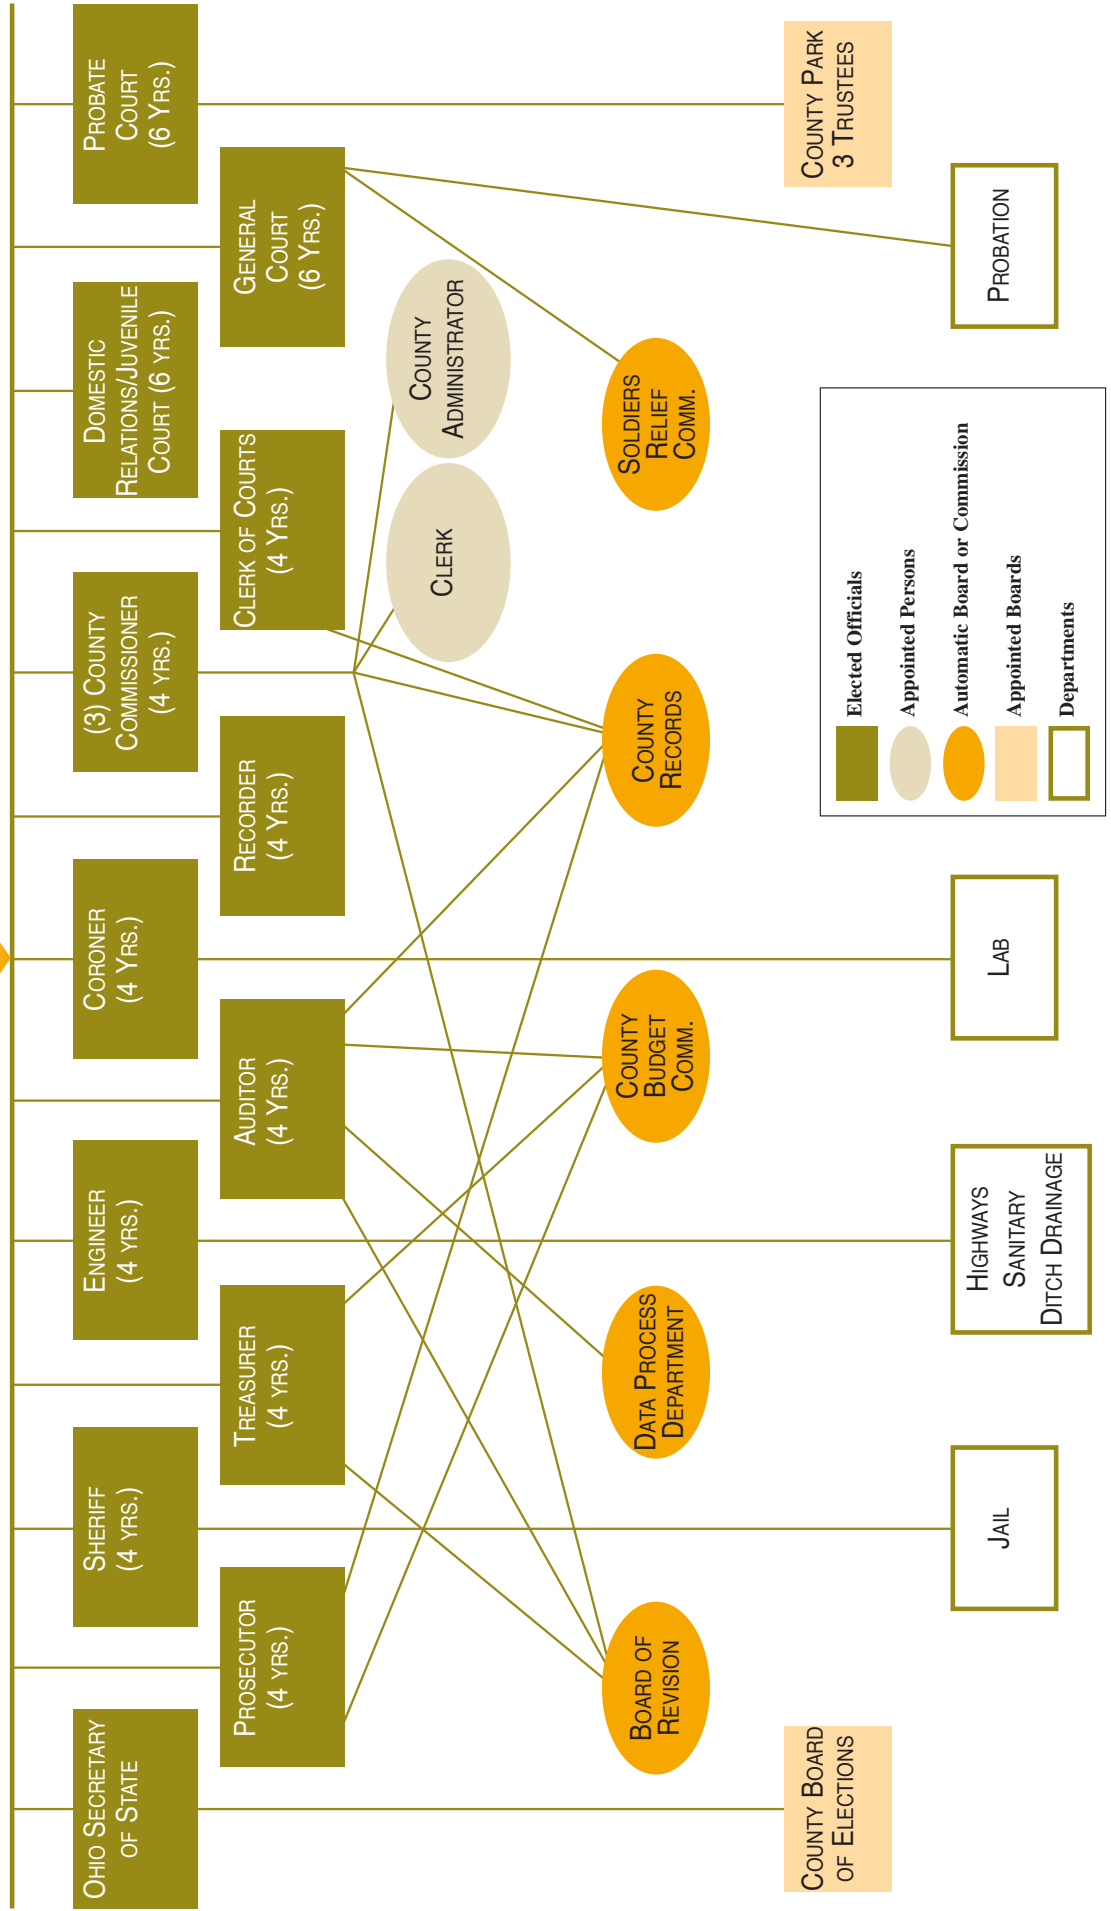 OHIO SECRETARY
OF STATE
SHERIFF
(4 YRS.)
ENGINEER
(4 YRS.)
CORONER
(4 YRS.)
(3) COUNTY
COMMISSIONER
(4 YRS.)
DOMESTIC
RELATIONS/JUVENILE
COURT (6 YRS.)
PROBATE
COURT
(6 YRS.)
PROSECUTOR
(4 YRS.)
TREASURER
(4 YRS.)
AUDITOR
(4 YRS.)
RECORDER
(4 YRS.)
CLERK OF COURTS
(4 YRS.)
GENERAL
COURT
(6 YRS.)
CLERK
COUNTY
ADMINISTRATOR
BOARD OF
REVISION
DATA PROCESS
DEPARTMENT
COUNTY
BUDGET
COMM.
COUNTY
RECORDS
SOLDIERS
RELIEF
COMM.
COUNTY BOARD
OF ELECTIONS
COUNTY PARK
3 TRUSTEES
JAIL
HIGHWAYS
SANITARY
DITCH DRAINAGE
LAB
PROBATION
Elected Officials
Appointed Persons
Automatic Board or Commission
Appointed Boards
Departments